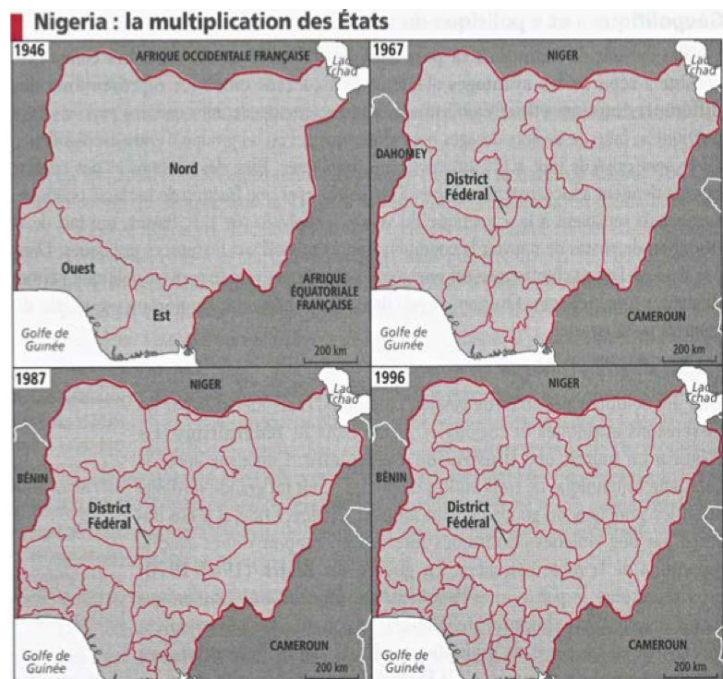 Nigeria : la multiplication des États
1946
AFRIQUE OCCIDENTALE FRANÇAISE
Lac
Tchad
Nord
Ouest
Est
AFRIQUE
ÉQUATORIALE
FRANÇAISE
Golfe de
Guinée
200 km
1967
NIGER
Lac
Tchad
DAHOMEY
District
Fédéral
CAMEROUN
Golfe de
Guinée
200 km
1987
NIGER
Lac
Tchad
BÉNIN
District
Fédéral
CAMEROUN
Golfe de
Guinée
200 km
1996
NIGER
Lac
Tchad
BÉNIN
District
Fédéral
CAMEROUN
Golfe de
Guinée
200 km